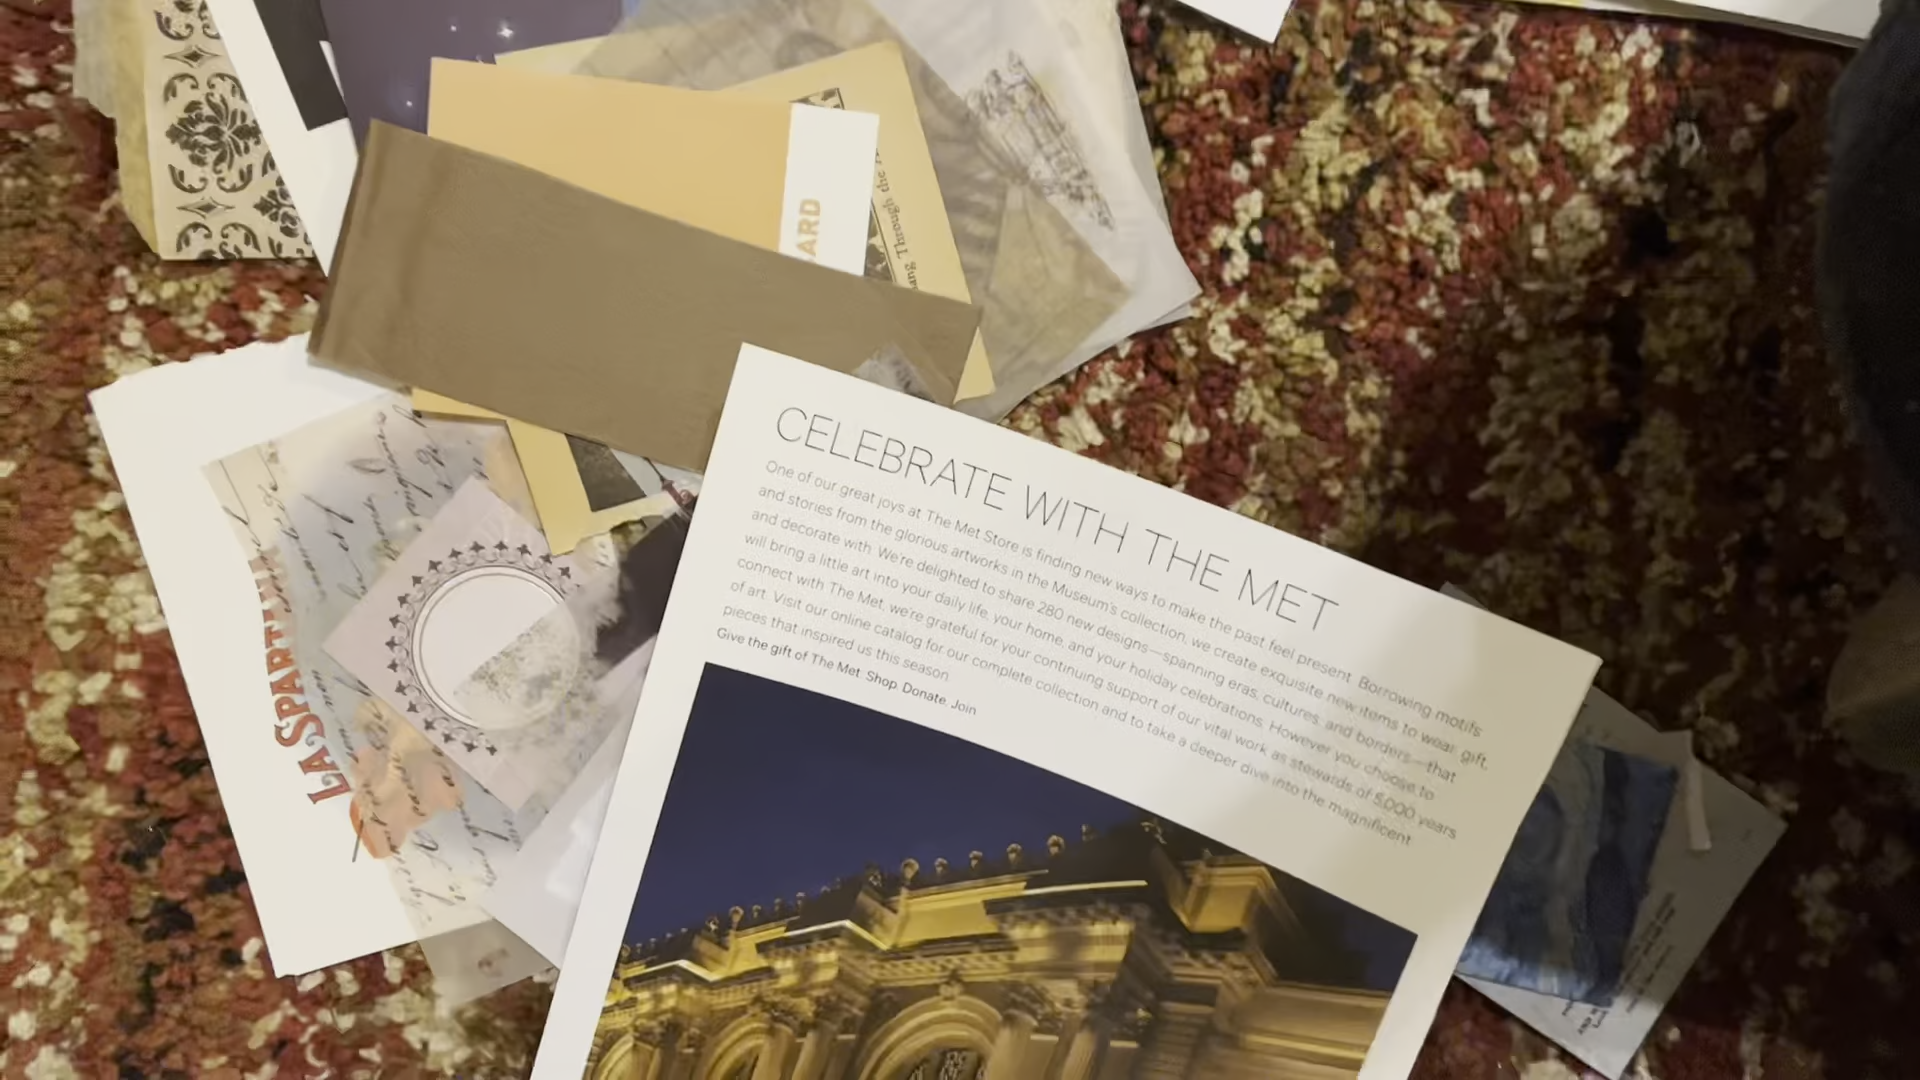 ARD
ung Through the
CELEBRATE WITH THE MET
One of our great joys at The Met Store is finding new ways to make the past feel present. Borrowing motifs
and stories from the glorious artworks in the Museum's collection, we create exquisite new items to wear, gift,
and decorate with. We're delighted to share 280 new designs—spanning eras, cultures, and borders—that
will bring a little art into your daily life, your home, and your holiday celebrations. However you choose to
connect with The Met, we're grateful for your continuing support of our vital work as stewards of 5,000 years
of art. Visit our online catalog for our complete collection and to take a deeper dive into the magnificent
pieces that inspired us this season.
Give the gift of The Met. Shop. Donate. Join
LA SPART